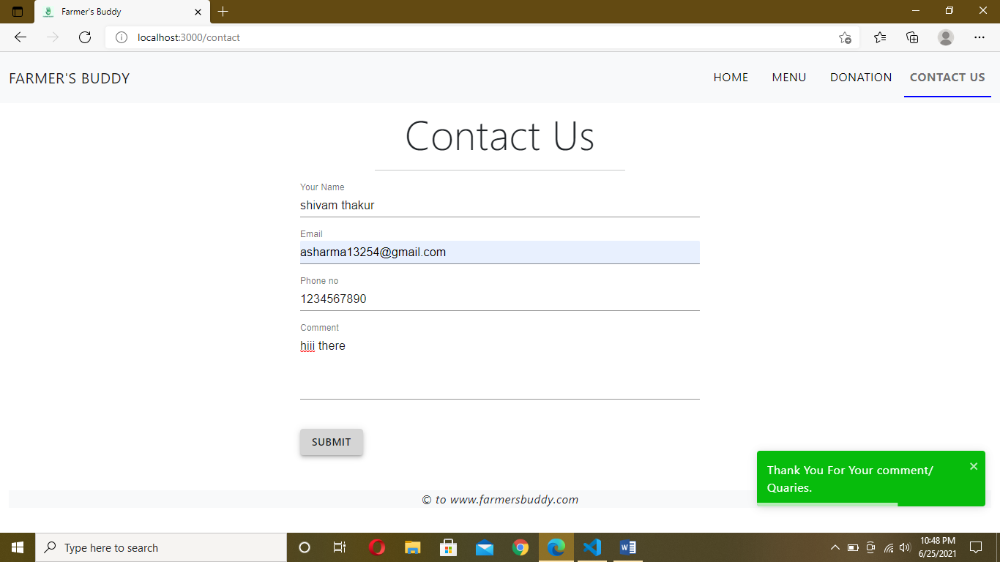 Farmer's Buddy
localhost:3000/contact
FARMER'S BUDDY
HOME MENU DONATION CONTACT US
Contact Us
Your Name
shivam thakur
Email
asharma13254@gmail.com
Phone no
1234567890
Comment
hiii there
SUBMIT
Thank You For Your comment/
Quaries.
© to www.farmersbuddy.com
Type here to search
10:48 PM
6/25/2021